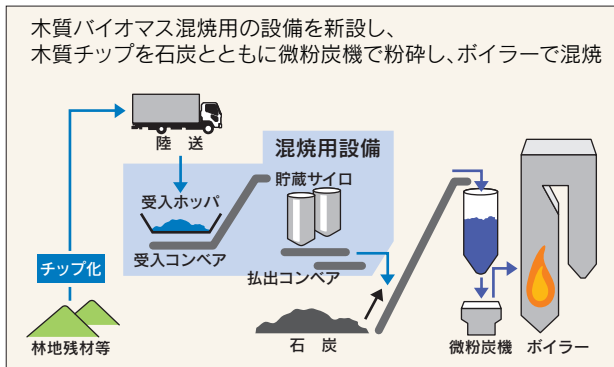 木質バイオマス混焼用の設備を新設し、
木質チップを石炭とともに微粉炭機で粉砕し、ボイラーで混焼
陸 送
混焼用設備
貯蔵サイロ
受入ホッパ
受入コンベア
チップ化
払出コンベア
林地残材等
石 炭
微粉炭機
ボイラー